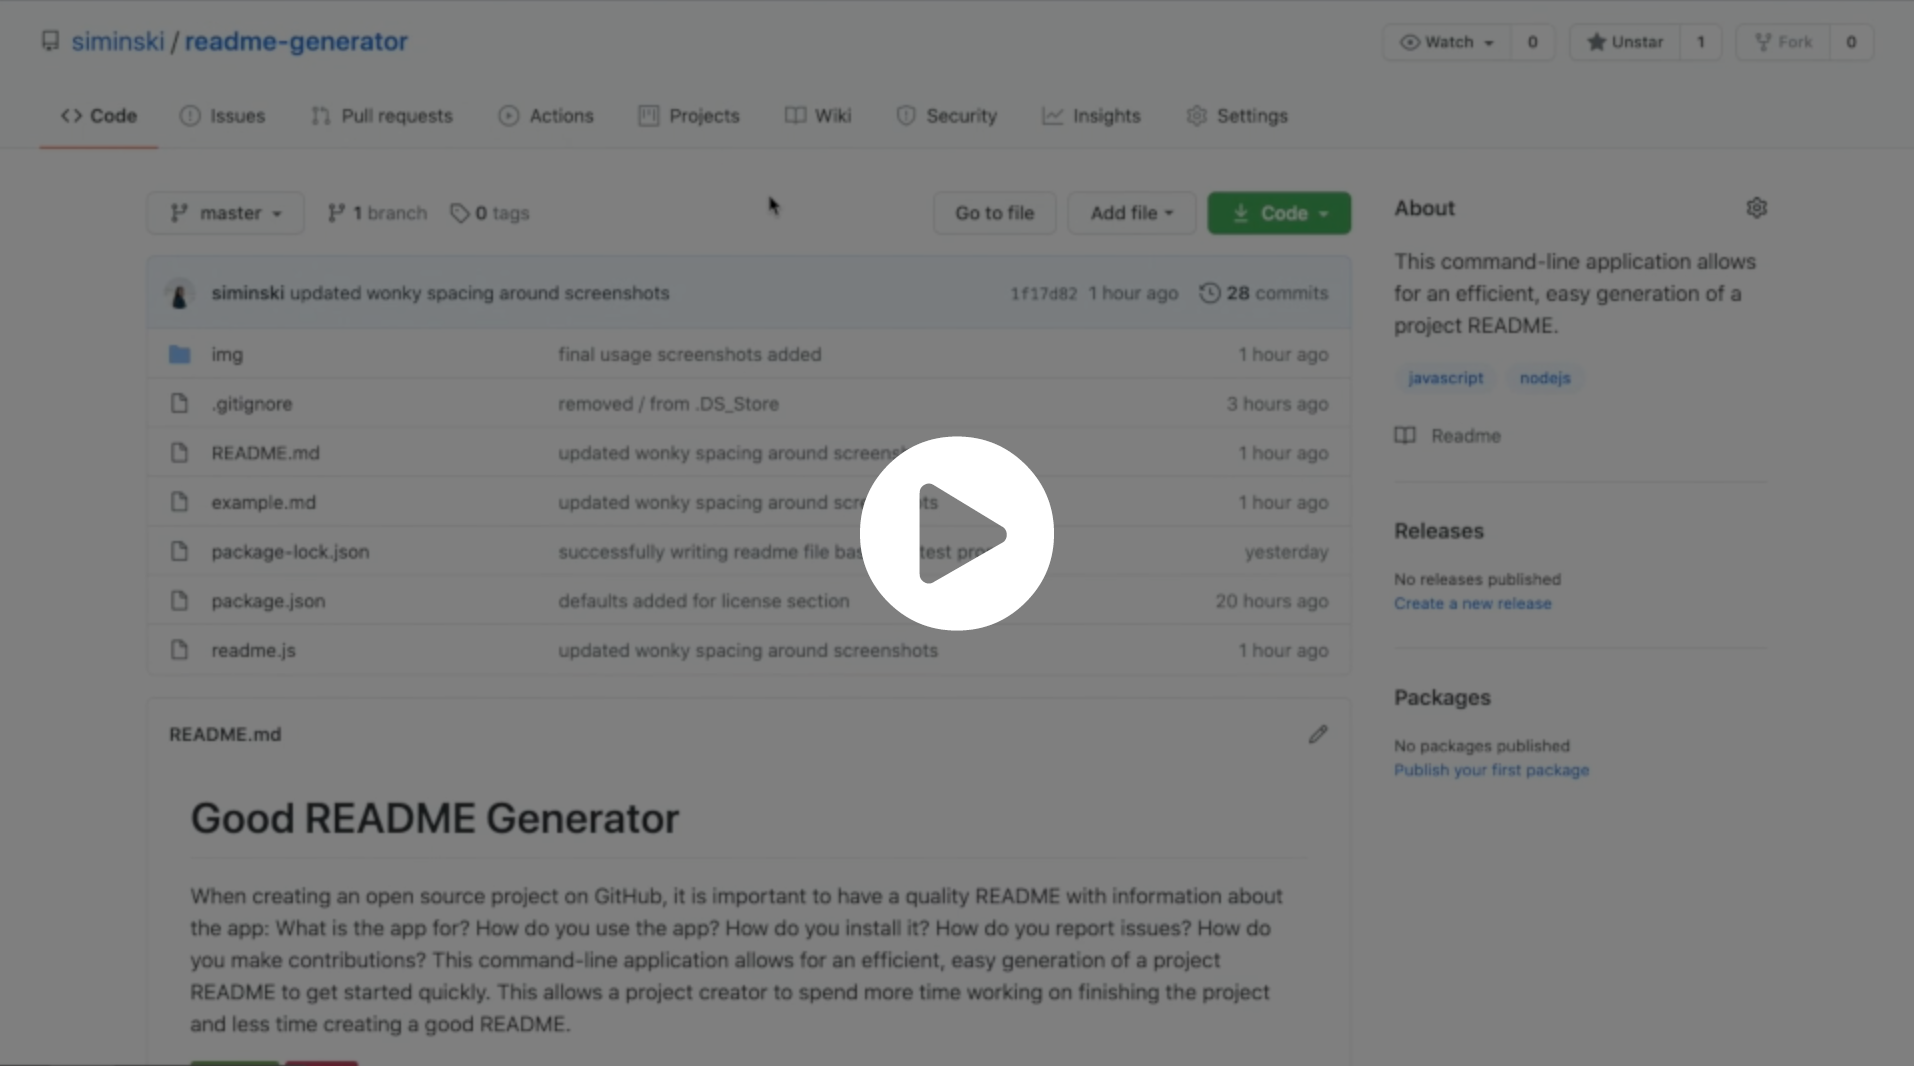 siminski / readme-generator
Watch 0 Unstar 1 Fork 0
Code Issues Pull requests Actions Projects Wiki Security Insights Settings
master 1 branch 0 tags Go to file Add file Code
siminski updated wonky spacing around screenshots 1f17d82 1 hour ago 28 commits
img final usage screenshots added 1 hour ago
.gitignore removed / from .DS_Store 3 hours ago
README.md updated wonky spacing around 1 hour ago
example.md updated wonky spacing around 1 hour ago
package-lock.json successfully writing readme file yesterday
package.json defaults added for license section 20 hours ago
readme.js updated wonky spacing around screenshots 1 hour ago
README.md
Good README Generator
When creating an open source project on GitHub, it is important to have a quality README with information about
the app: What is the app for? How do you use the app? How do you install it? How do you report issues? How do
you make contributions? This command-line application allows for an efficient, easy generation of a project
README to get started quickly. This allows a project creator to spend more time working on finishing the project
and less time creating a good README.
About
This command-line application allows
for an efficient, easy generation of a
project README.
javascript nodejs
Readme
Releases
No releases published
Create a new release
Packages
No packages published
Publish your first package